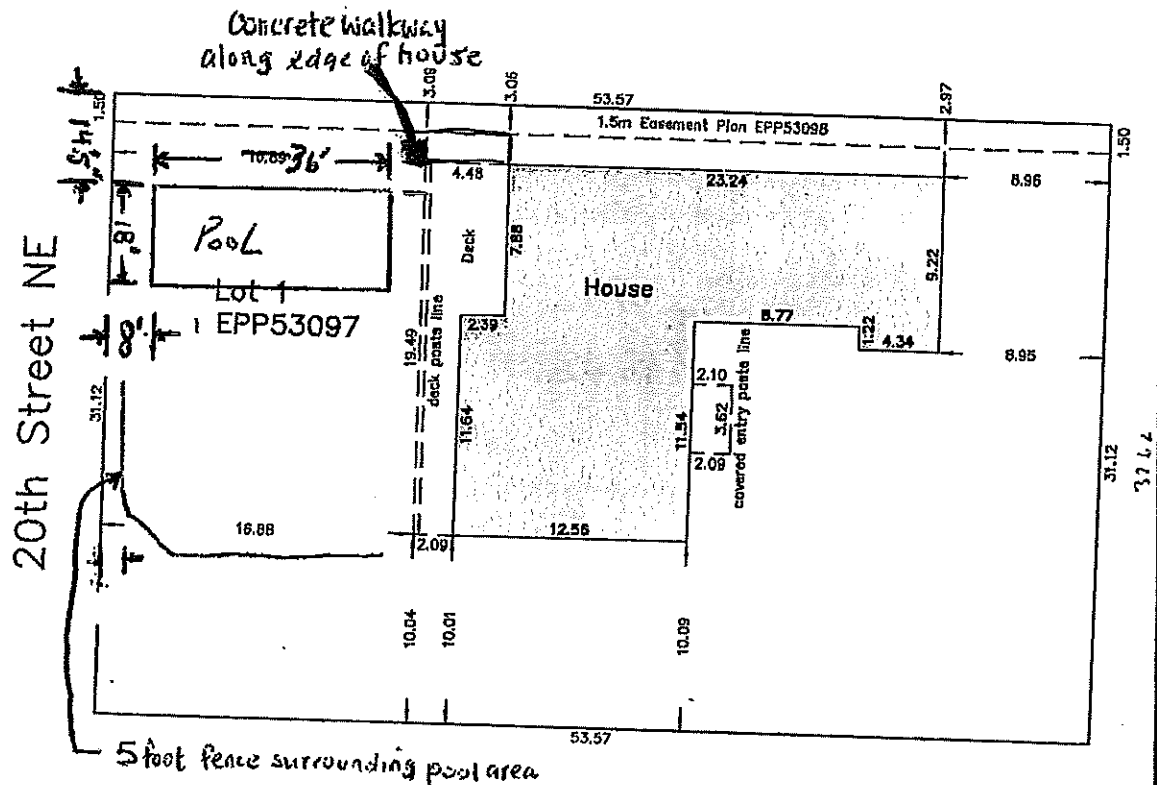 Concrete walkway
along edge of house
3.09
3.06
53.57
2.97
1.50
1.5m Easement Plan EPP53098
1.50
14.5'
36'
4.48
23.24
8.96
18'
Pool
Deck
7.88
House
9.22
Lot 1
EPP53097
8'
2.39
8.77
1.22
4.34
8.95
20th Street NE
31.12
19.49
deck posts line
11.64
2.10
3.62
2.09
11.54
covered entry posts line
31.12
16.88
2.09
12.56
10.04
10.01
10.09
53.57
5 foot fence surrounding pool area